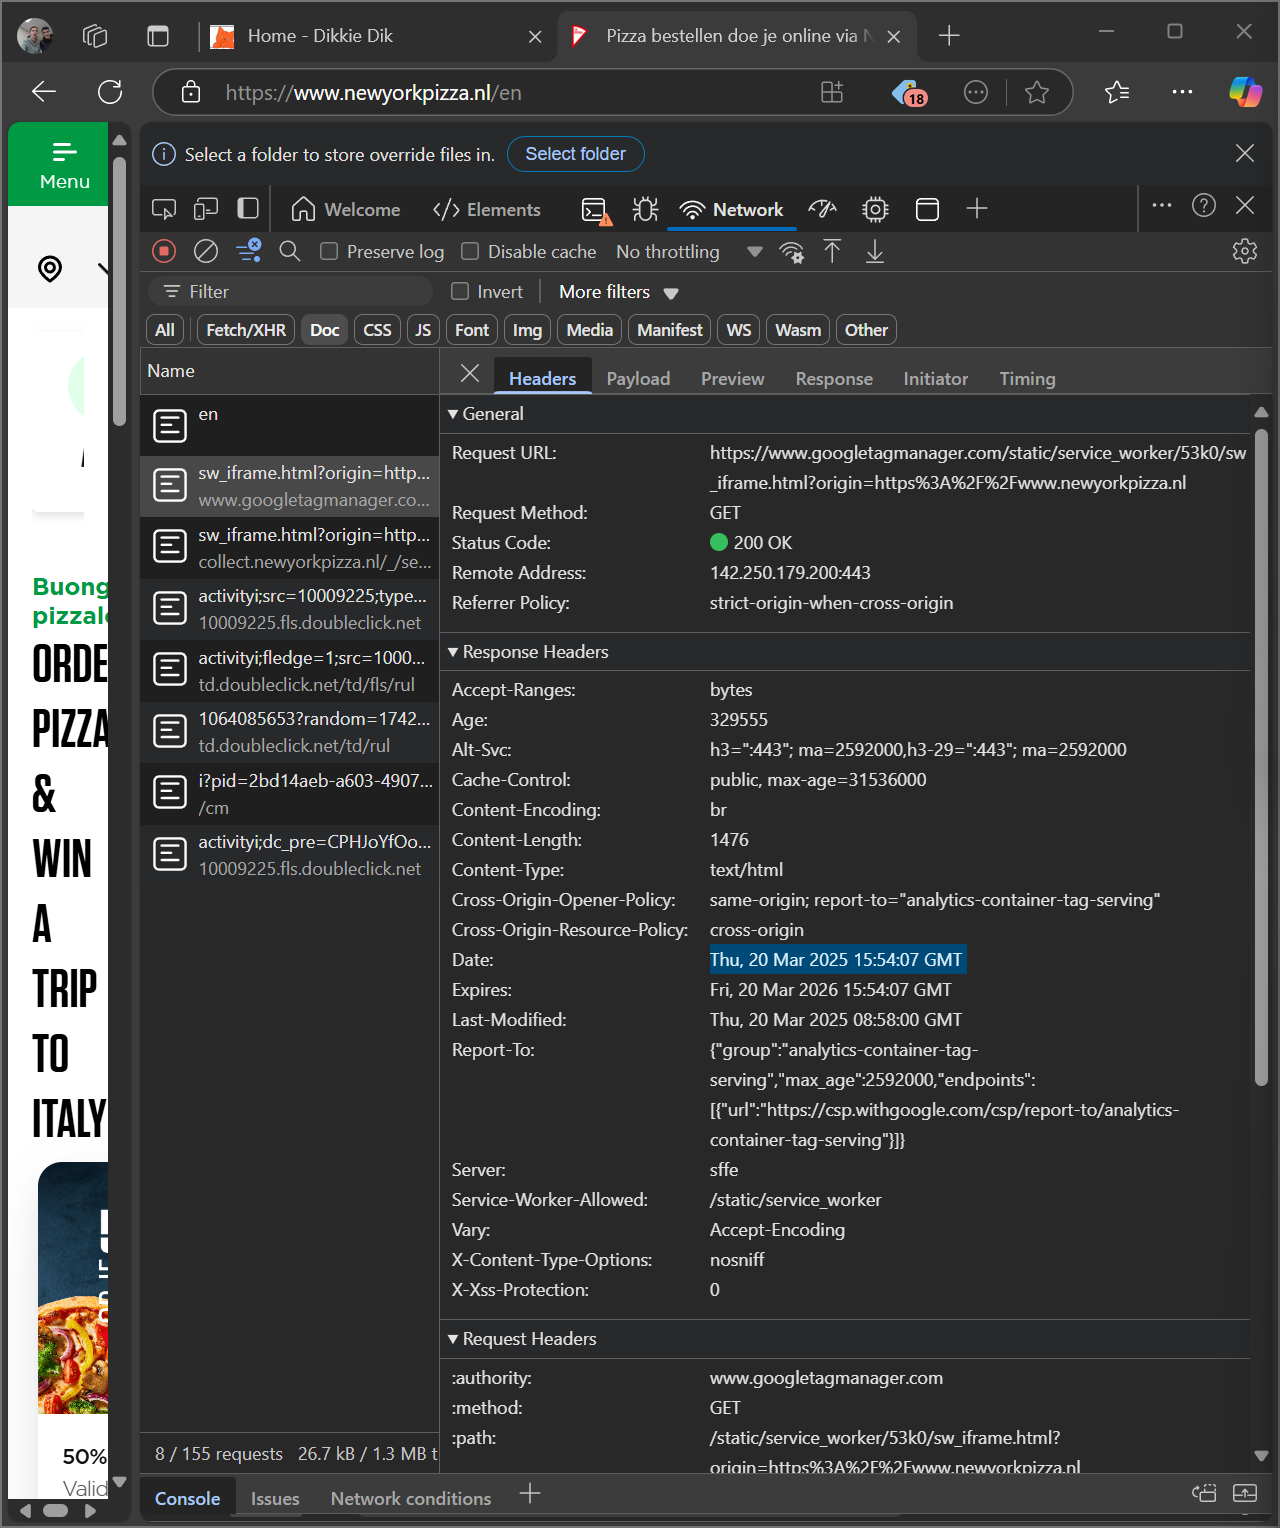 Home - Dikkie Dik
Pizza bestellen doe je online via N
https://www.newyorkpizza.nl/en
18
Menu
Select a folder to store override files in.
Select folder
Welcome
Elements
Network
Preserve log
Disable cache
No throttling
Filter
Invert
More filters
All
Fetch/XHR
Doc
CSS
JS
Font
Img
Media
Manifest
WS
Wasm
Other
Name
Headers
Payload
Preview
Response
Initiator
Timing
en
sw_iframe.html?origin=http...
www.googletagmanager.co...
sw_iframe.html?origin=http...
collect.newyorkpizza.nl/_/se...
activityi;src=10009225;type...
10009225.fls.doubleclick.net
activityi;fledge=1;src=1000...
td.doubleclick.net/td/fls/rul
1064085653?random=1742...
td.doubleclick.net/td/rul
i?pid=2bd14aeb-a603-4907...
/cm
activityi;dc_pre=CPHJoYfOo...
10009225.fls.doubleclick.net
General
Request URL:
https://www.googletagmanager.com/static/service_worker/53k0/sw
_iframe.html?origin=https%3A%2F%2Fwww.newyorkpizza.nl
Request Method:
GET
Status Code:
200 OK
Remote Address:
142.250.179.200:443
Referrer Policy:
strict-origin-when-cross-origin
Response Headers
Accept-Ranges:
bytes
Age:
329555
Alt-Svc:
h3=":443"; ma=2592000,h3-29=":443"; ma=2592000
Cache-Control:
public, max-age=31536000
Content-Encoding:
br
Content-Length:
1476
Content-Type:
text/html
Cross-Origin-Opener-Policy:
same-origin; report-to="analytics-container-tag-serving"
Cross-Origin-Resource-Policy:
cross-origin
Date:
Thu, 20 Mar 2025 15:54:07 GMT
Expires:
Fri, 20 Mar 2026 15:54:07 GMT
Last-Modified:
Thu, 20 Mar 2025 08:58:00 GMT
Report-To:
{"group":"analytics-container-tag-
serving","max_age":2592000,"endpoints":
[{"url":"https://csp.withgoogle.com/csp/report-to/analytics-
container-tag-serving"}]}
Server:
sffe
Service-Worker-Allowed:
/static/service_worker
Vary:
Accept-Encoding
X-Content-Type-Options:
nosniff
X-Xss-Protection:
0
Request Headers
:authority:
www.googletagmanager.com
:method:
GET
:path:
/static/service_worker/53k0/sw_iframe.html?
origin=https%3A%2F%2Fwww.newyorkpizza.nl
Buong
pizzalo
ORDE
PIZZA
&
WIN
A
TRIP
TO
ITALY
50%
Valid
8 / 155 requests
26.7 kB / 1.3 MB t
Console
Issues
Network conditions